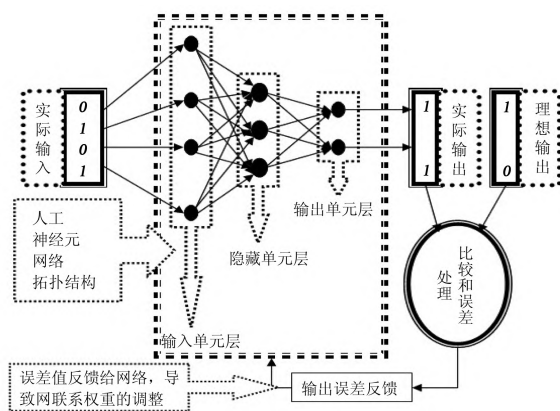 实际输入
0
1
0
1
1
1
实际输出
1
0
理想输出
人工
神经元
网络
拓扑结构
输出单元层
隐藏单元层
输入单元层
比较和误差
处理
误差值反馈给网络，导
致网联系权重的调整
输出误差反馈